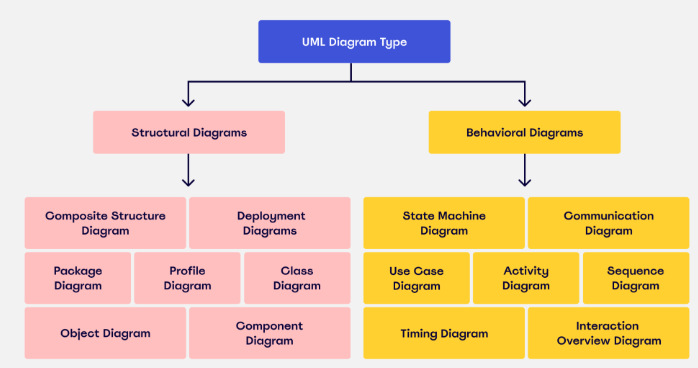 UML Diagram Type
Structural Diagrams
Behavioral Diagrams
Composite Structure
Diagram
Deployment
Diagrams
State Machine
Diagram
Communication
Diagram
Package
Diagram
Profile
Diagram
Class
Diagram
Use Case
Diagram
Activity
Diagram
Sequence
Diagram
Object Diagram
Component
Diagram
Timing Diagram
Interaction
Overview Diagram